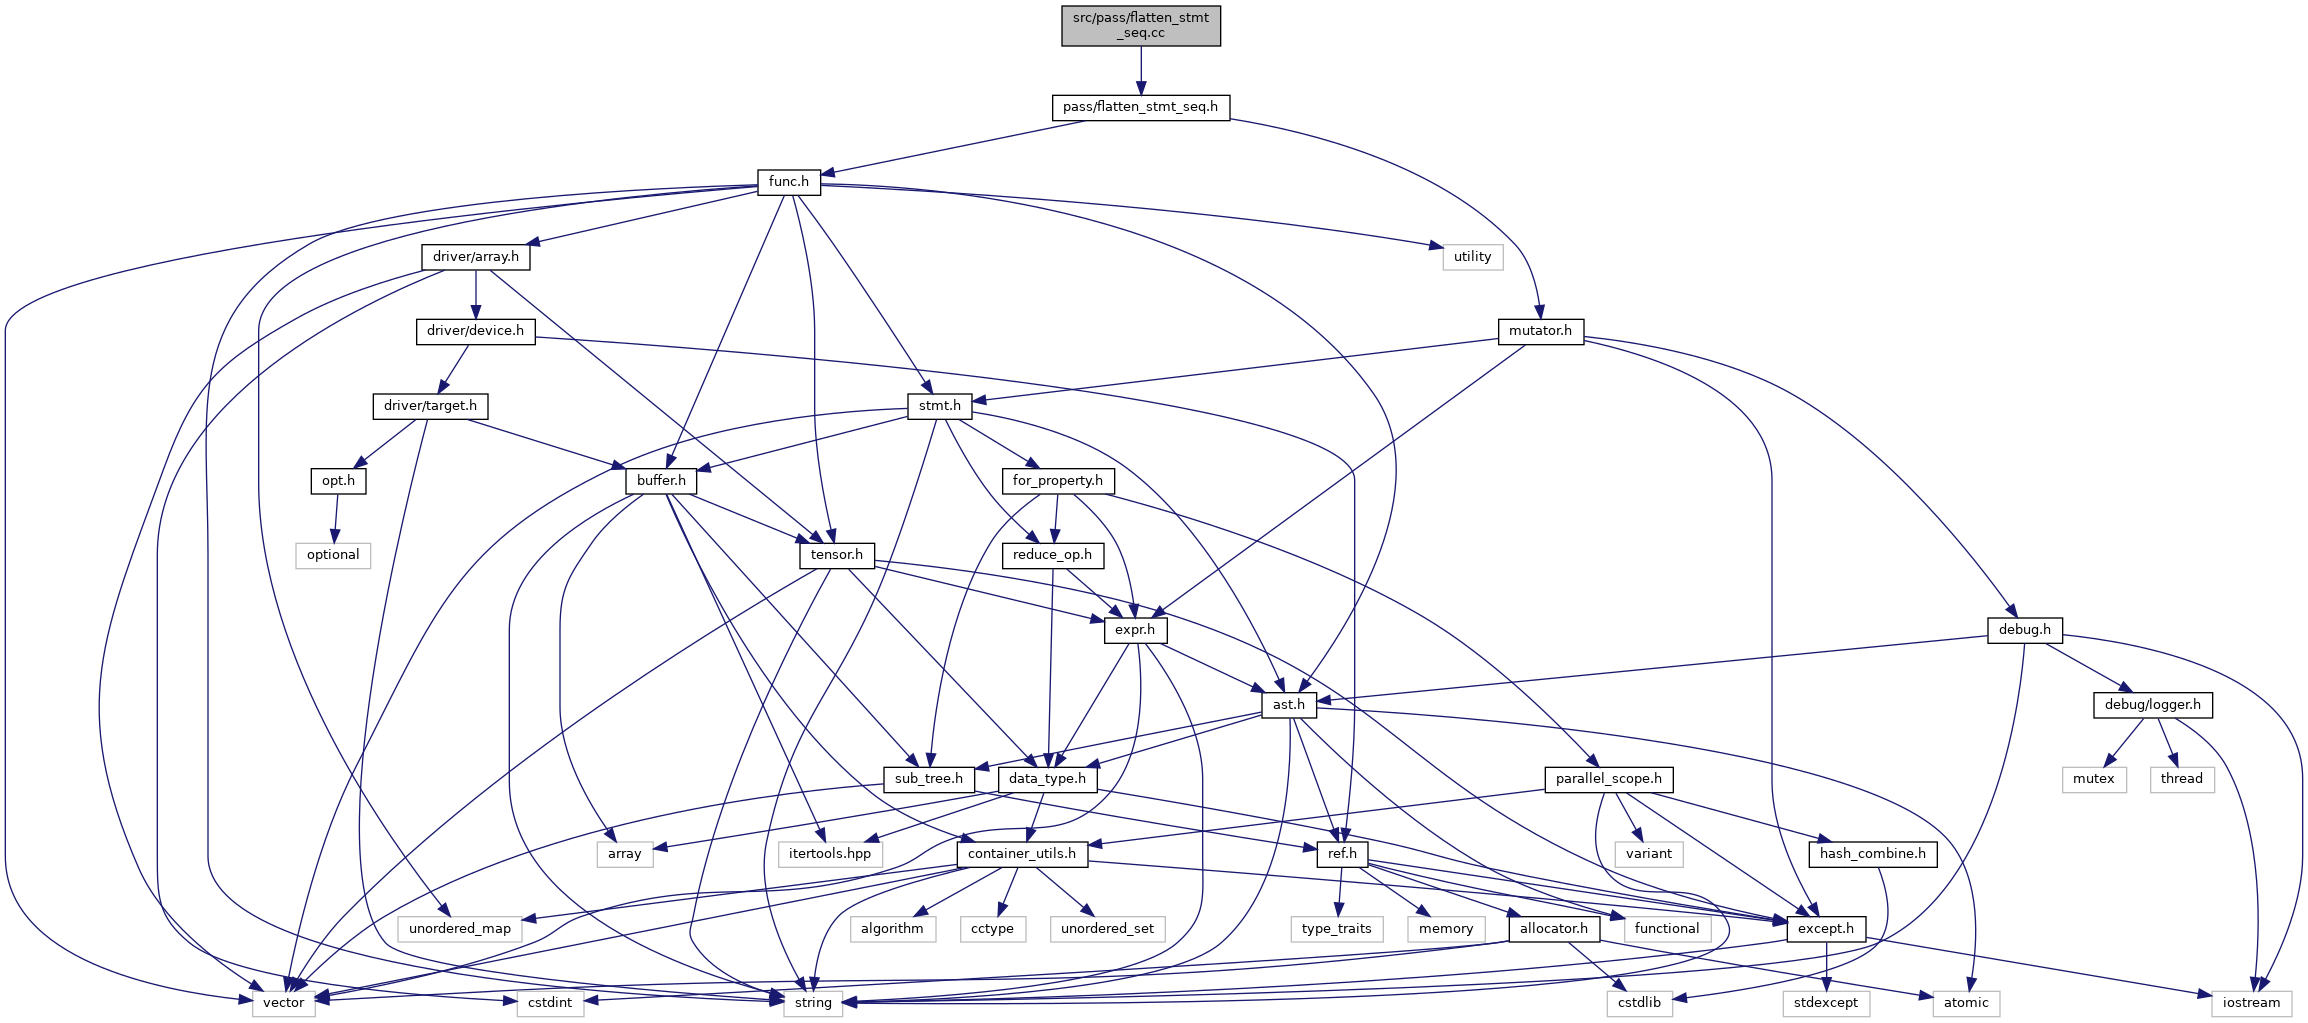 src/pass/flatten_stmt
_seq.cc
pass/flatten_stmt_seq.h
func.h
driver/array.h
utility
driver/device.h
mutator.h
driver/target.h
stmt.h
opt.h
buffer.h
for_property.h
optional
tensor.h
reduce_op.h
expr.h
debug.h
ast.h
debug/logger.h
sub_tree.h
data_type.h
parallel_scope.h
mutex
thread
array
itertools.hpp
container_utils.h
ref.h
variant
hash_combine.h
unordered_map
algorithm
cctype
unordered_set
type_traits
memory
allocator.h
functional
except.h
vector
cstdint
string
cstdlib
stdexcept
atomic
iostream